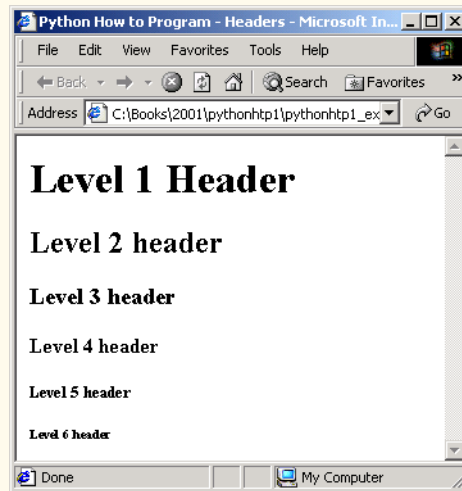 Python How to Program - Headers - Microsoft In...
File Edit View Favorites Tools Help
Back Search Favorites »
Address C:\Books\2001\pythonhtp1\pythonhtp1_ex Go
Level 1 Header
Level 2 header
Level 3 header
Level 4 header
Level 5 header
Level 6 header
Done My Computer